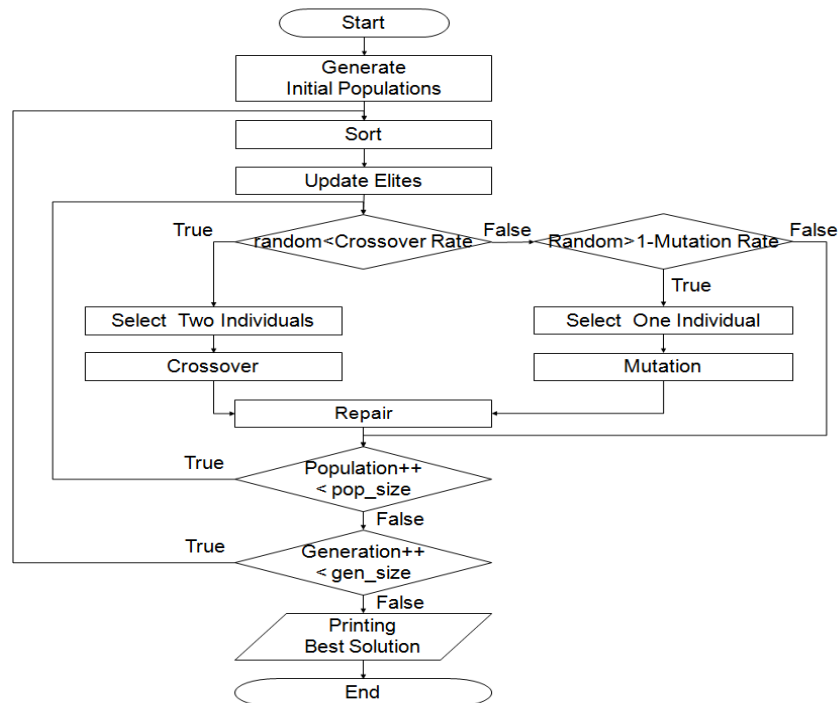 Start
Generate
Initial Populations
Sort
Update Elites
True
random<Crossover Rate
False
Random>1-Mutation Rate
False
True
Select Two Individuals
Select One Individual
Crossover
Mutation
Repair
True
Population++
< pop_size
False
True
Generation++
< gen_size
False
Printing
Best Solution
End